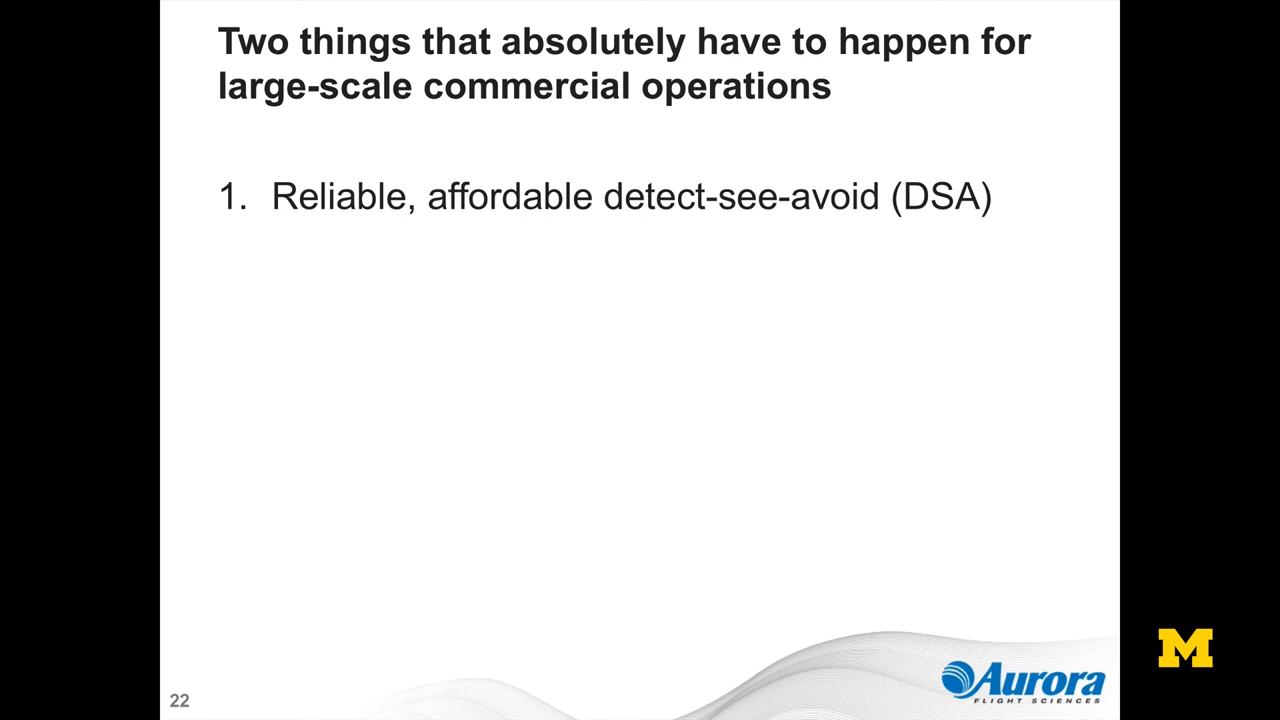 Two things that absolutely have to happen for
large-scale commercial operations
1. Reliable, affordable detect-see-avoid (DSA)
22
Aurora
FLIGHT SCIENCES
M